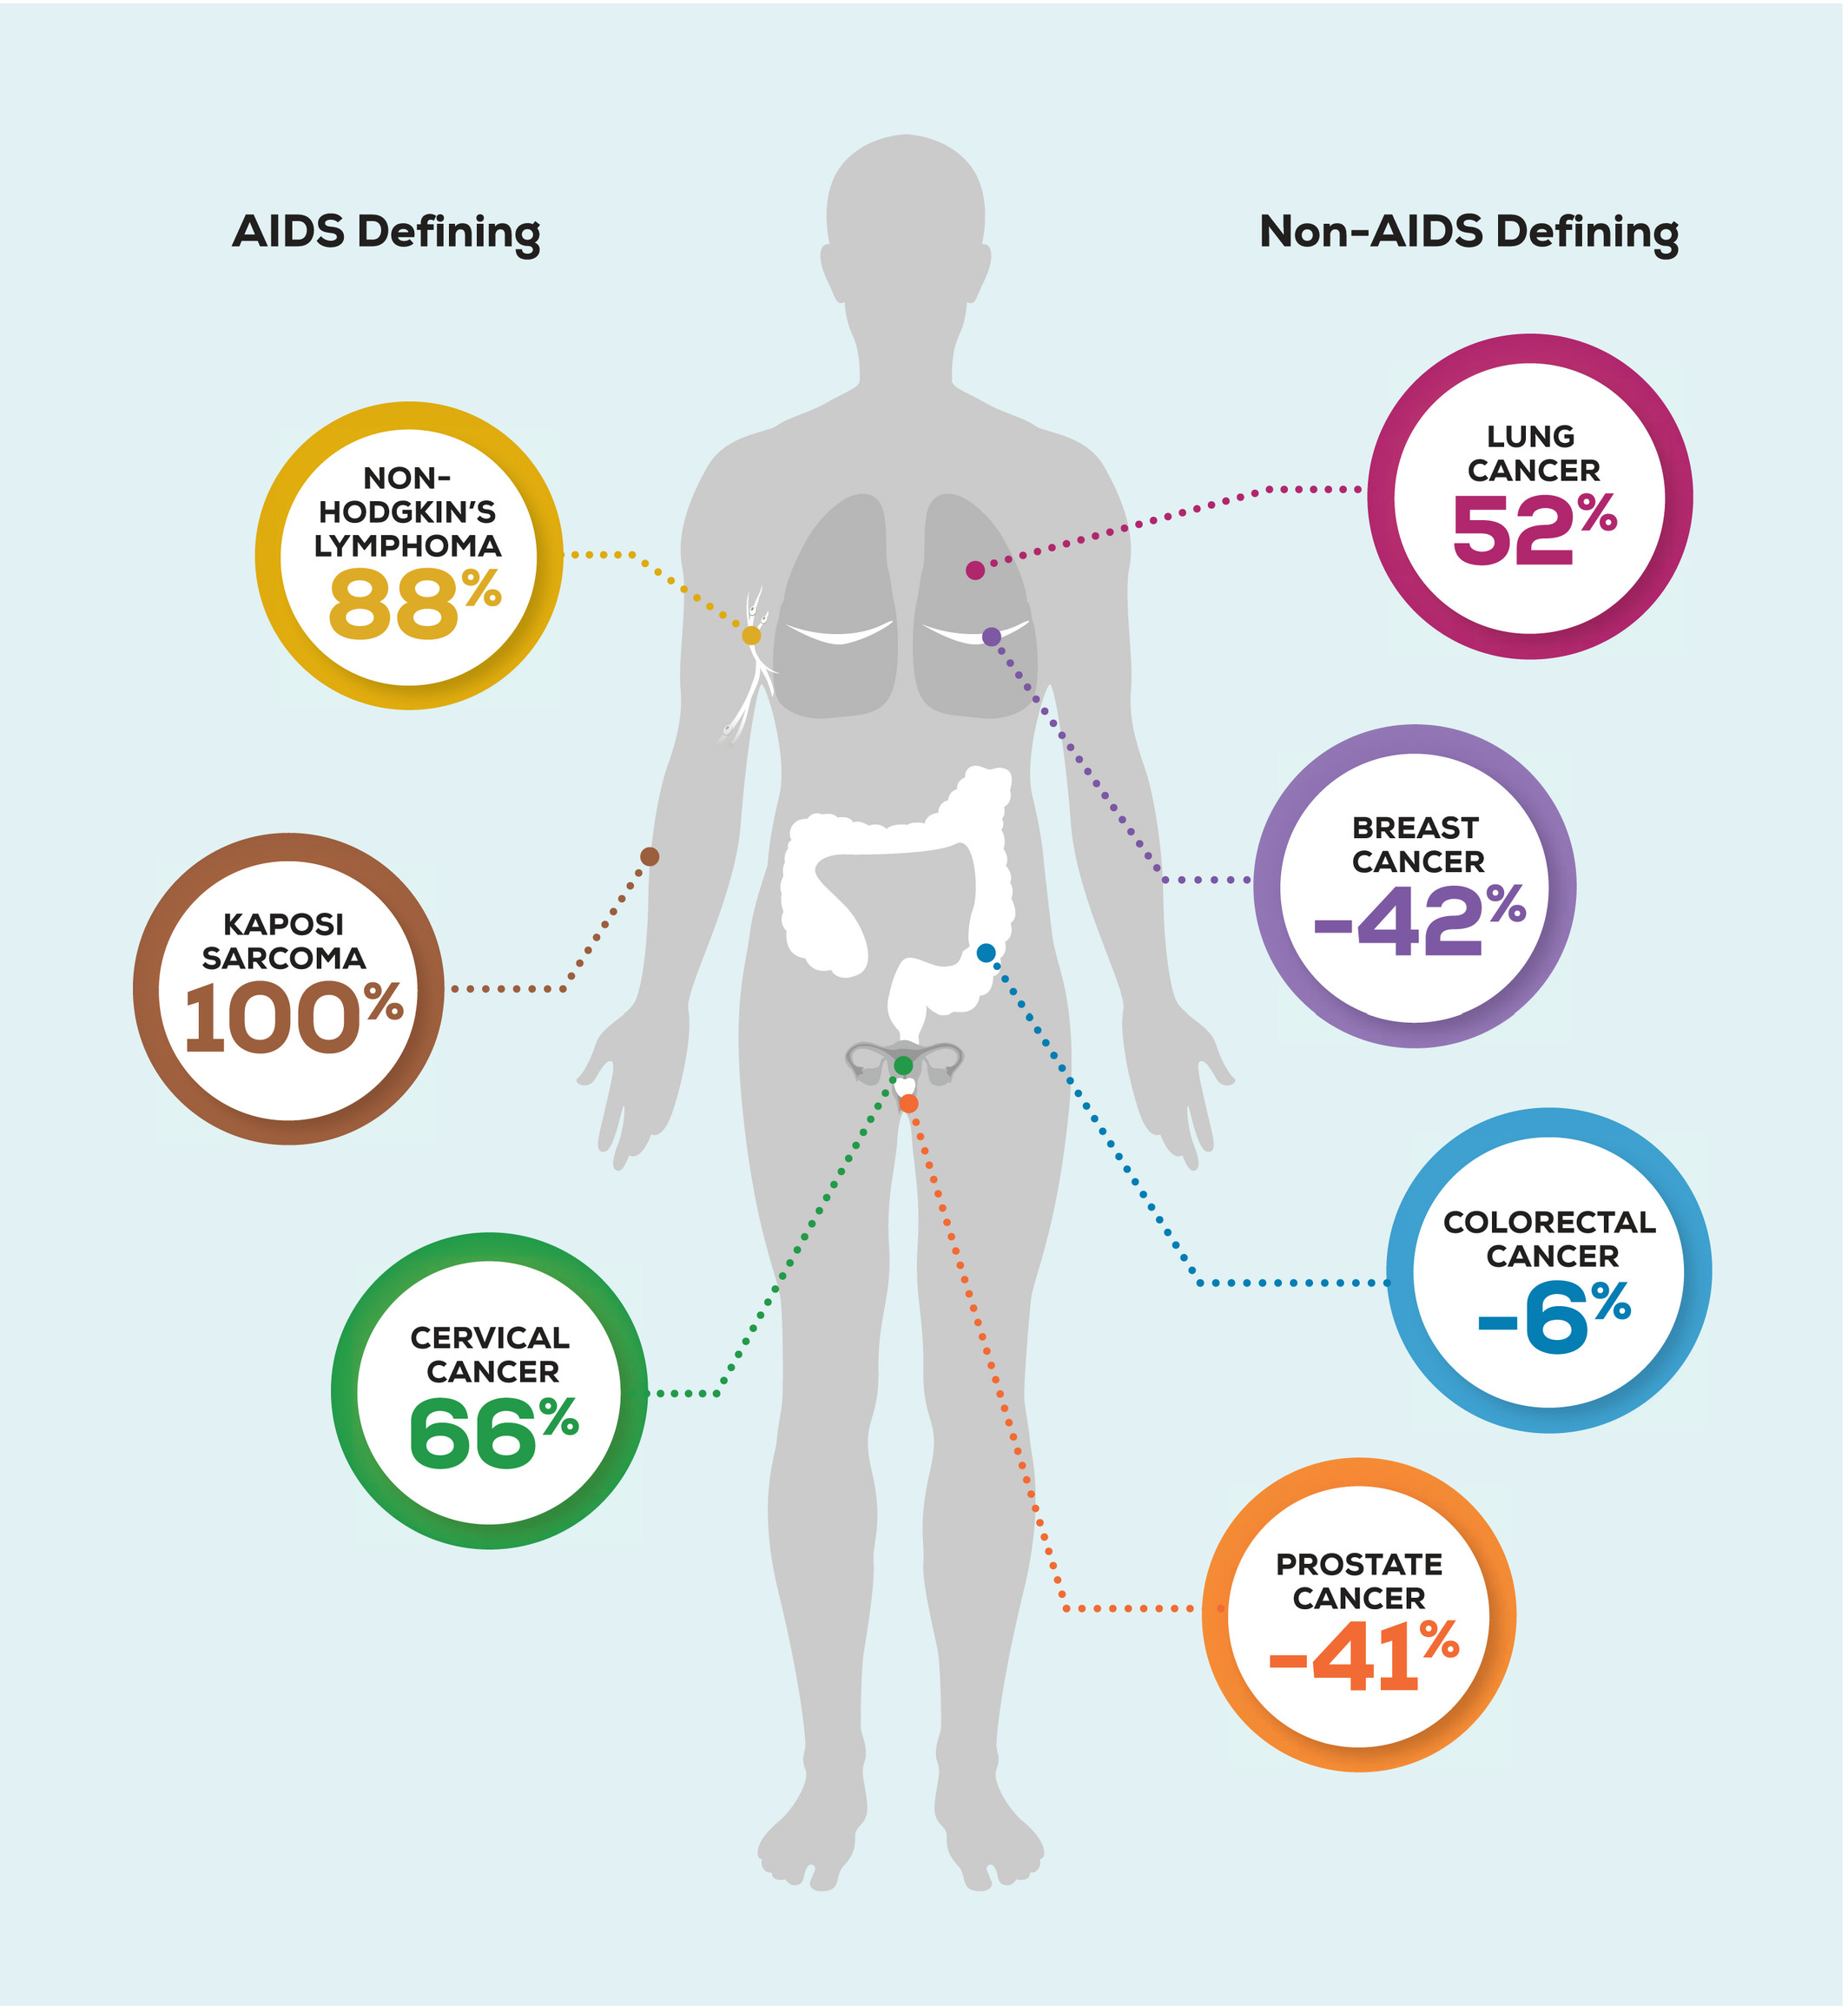 AIDS Defining
NON-
HODGKIN'S
LYMPHOMA
88%
KAPOSI
SARCOMA
100%
CERVICAL
CANCER
66%
Non-AIDS Defining
LUNG
CANCER
52%
BREAST
CANCER
-42%
COLORECTAL
CANCER
-6%
PROSTATE
CANCER
-41%